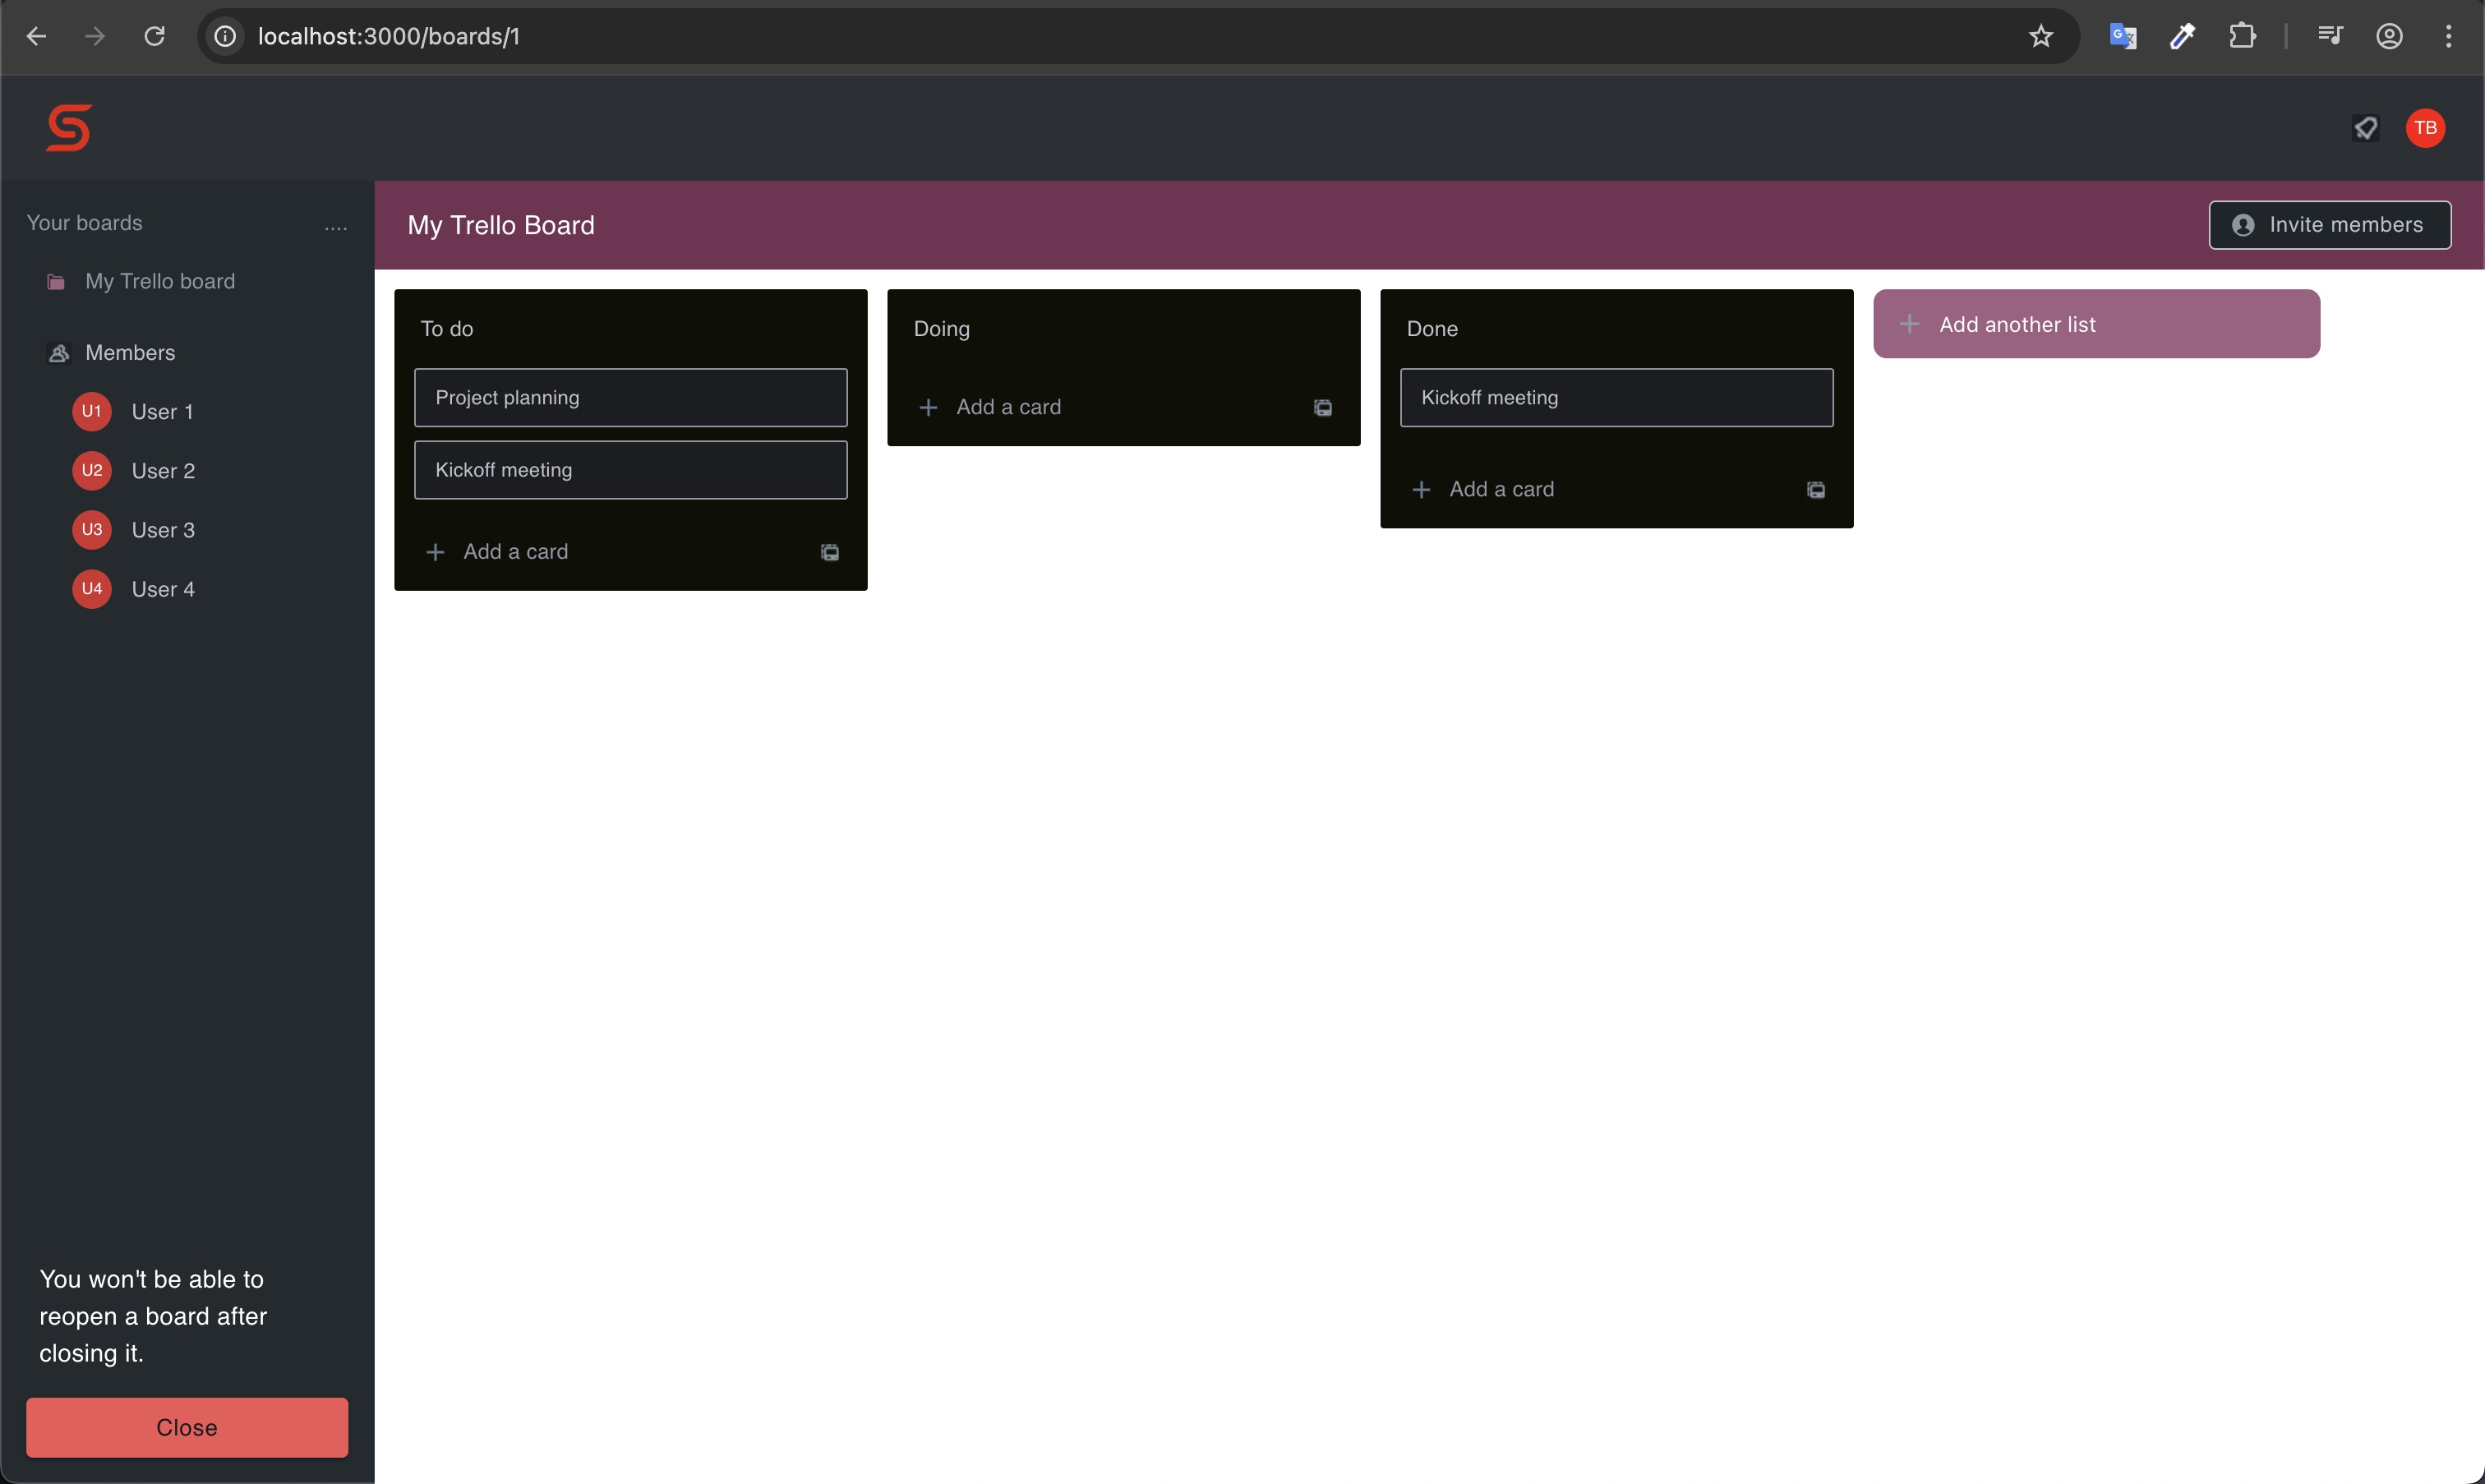 localhost:3000/boards/1
TB
Your boards
....
My Trello board
Members
U1 User 1
U2 User 2
U3 User 3
U4 User 4
You won't be able to
reopen a board after
closing it.
Close
My Trello Board
Invite members
To do
Project planning
Kickoff meeting
Add a card
Doing
Add a card
Done
Kickoff meeting
Add a card
Add another list